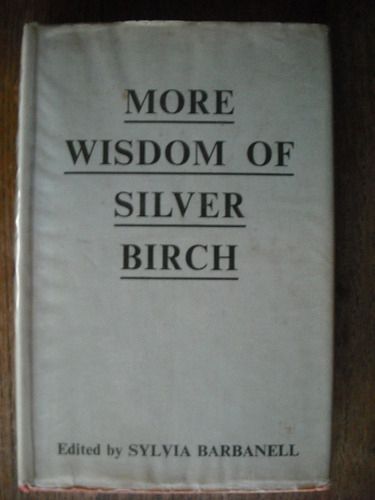 MORE
WISDOM OF
SILVER
BIRCH
Edited by SYLVIA BARBANELL